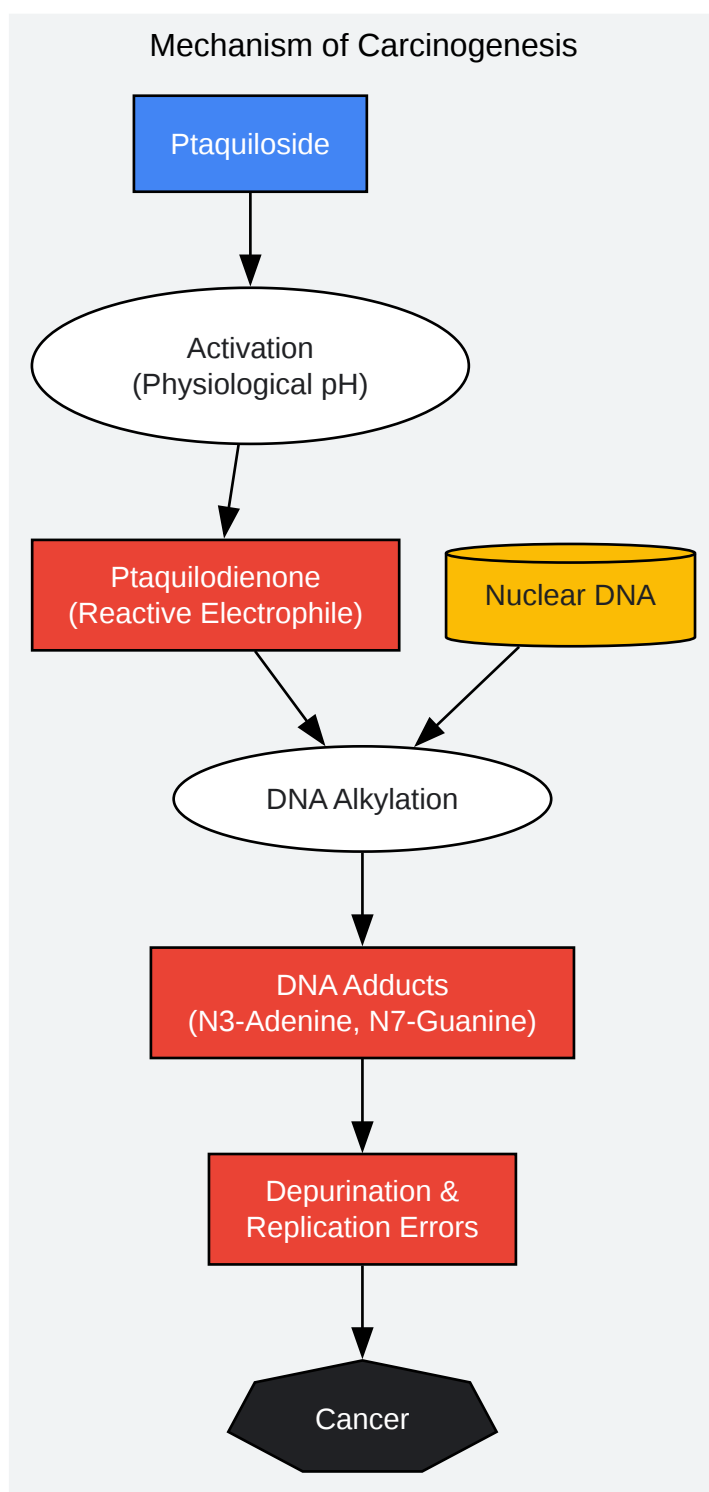 Mechanism of Carcinogenesis
Ptaquiloside
Activation
(Physiological pH)
Ptaquilodienone
(Reactive Electrophile)
Nuclear DNA
DNA Alkylation
DNA Adducts
(N3-Adenine, N7-Guanine)
Depurination &
Replication Errors
Cancer